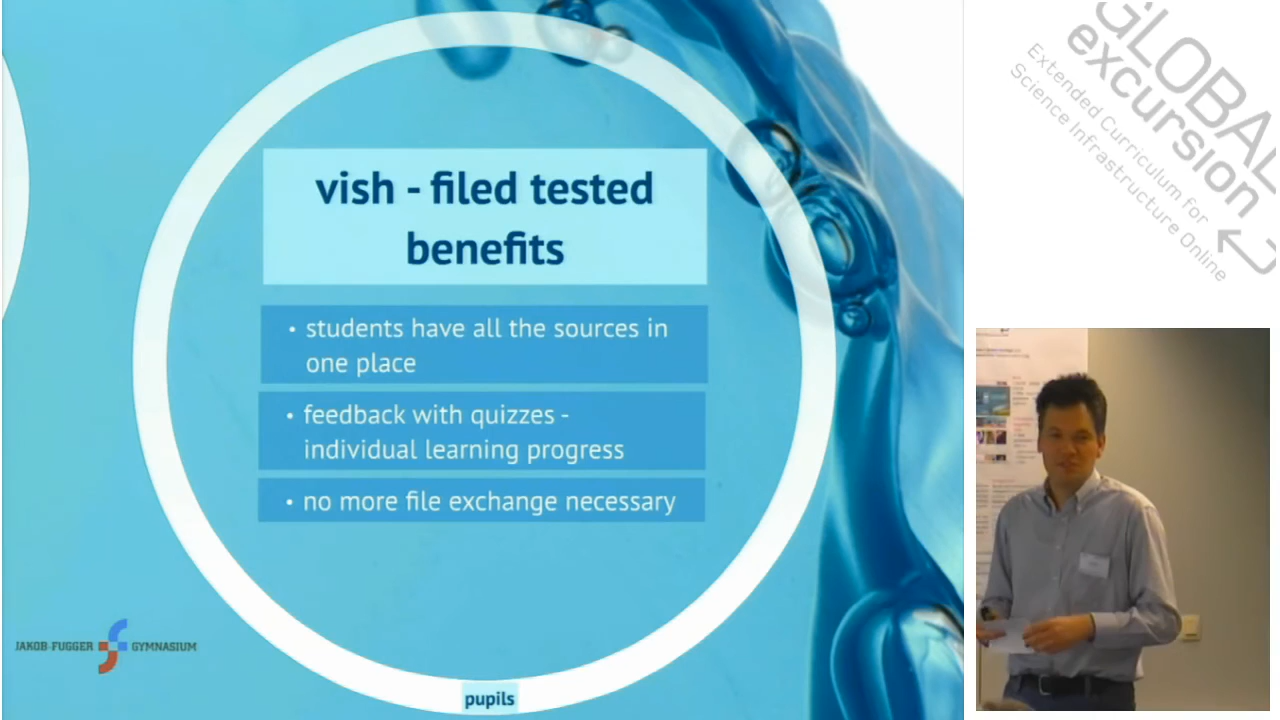 vish - filed tested
benefits
• students have all the sources in
one place
• feedback with quizzes -
individual learning progress
• no more file exchange necessary
JAKOB-FUGGER GYMNASIUM
pupils
GLOBAL
excursion
Extended Curriculum for
Science Infrastructure Online